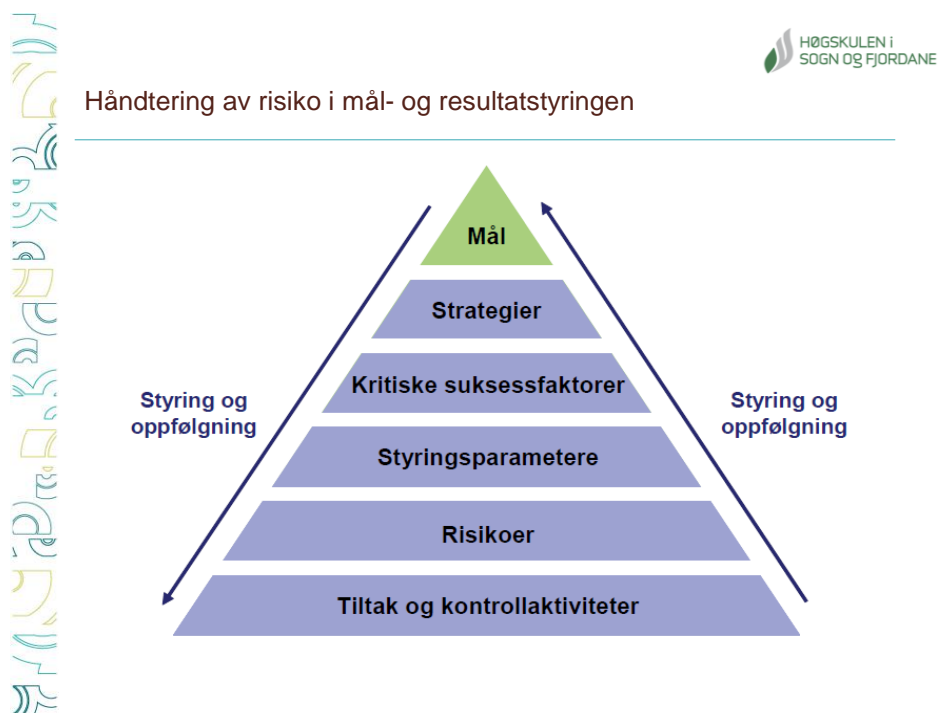 HØGSKULEN i
SOGN OG FJORDANE
Håndtering av risiko i mål- og resultatstyringen
Mål
Strategier
Kritiske suksessfaktorer
Styring og
oppfølgning
Styring og
oppfølgning
Styringsparametere
Risikoer
Tiltak og kontrollaktiviteter